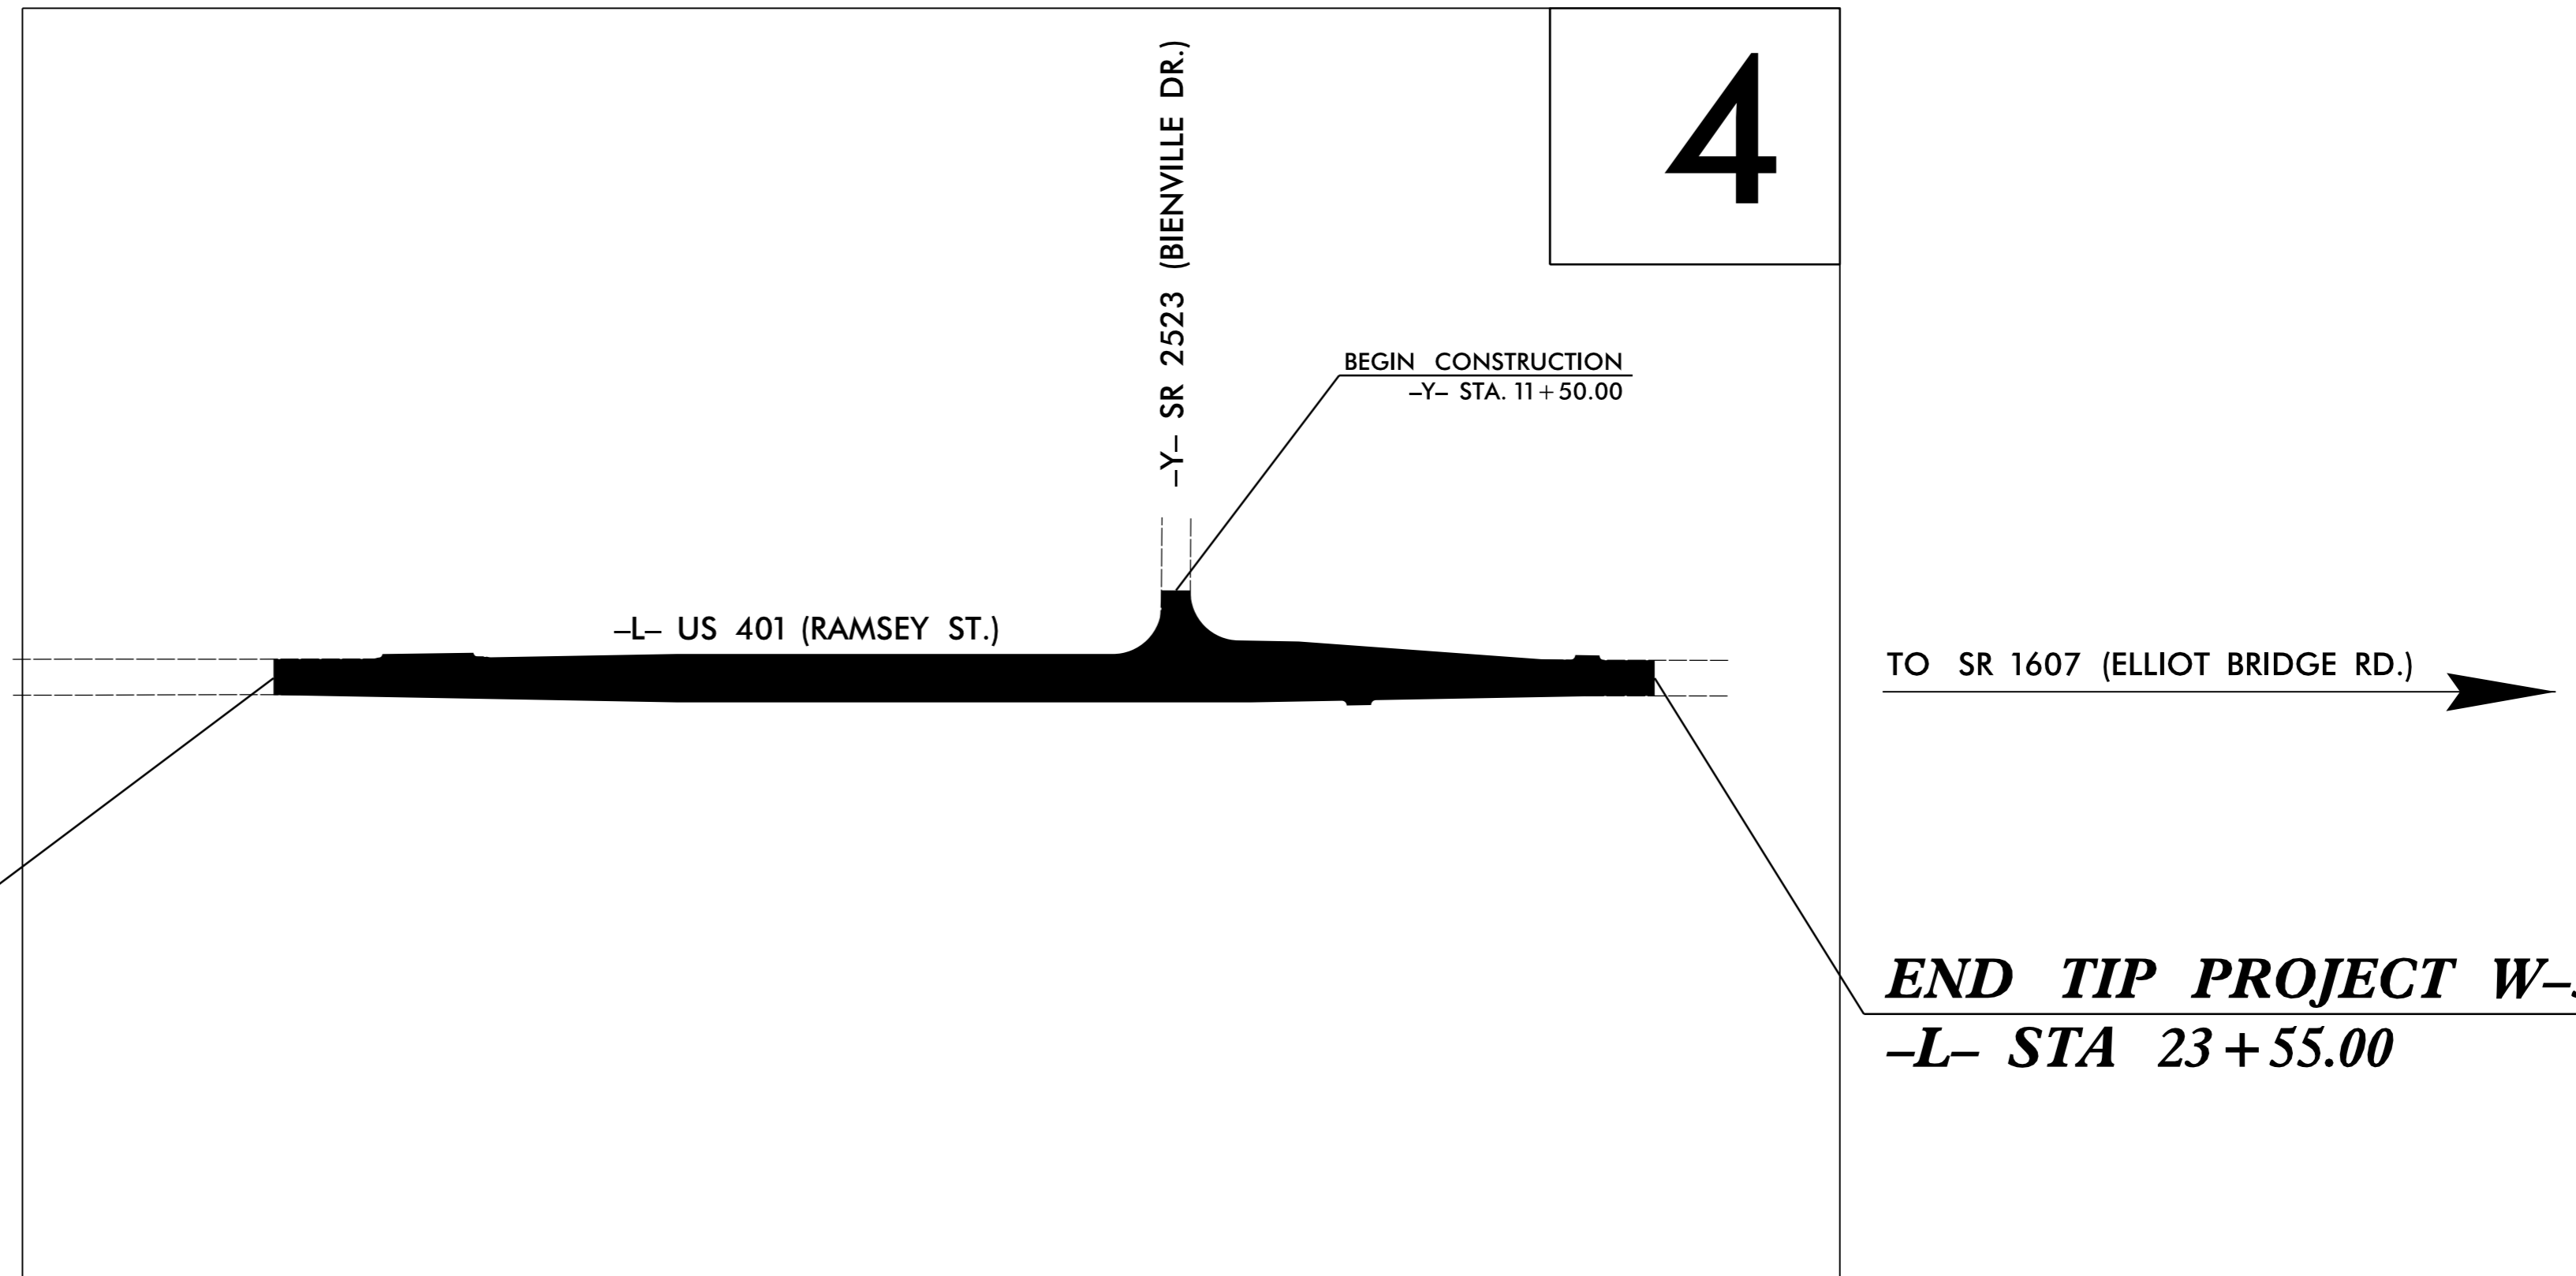 4
–Y– SR 2523 (BIENVILLE DR.)
BEGIN CONSTRUCTION
–Y– STA. 11+50.00
–L– US 401 (RAMSEY ST.)
TO SR 1607 (ELLIOT BRIDGE RD.)
END TIP PROJECT
–L– STA 23+55.00